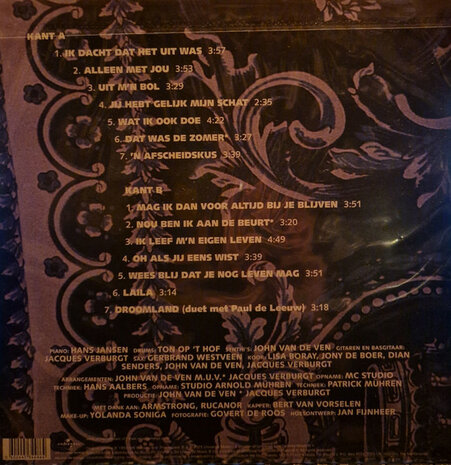 KANT A
1. IK DACHT DAT HET UIT WAS 3:57
2. ALLEEN MET JOU 3:53
3. UIT M'N BOL 3:29
4. JIJ HEBT GELIJK MIJN SCHAT 2:35
5. WAT IK OOK DOE 4:22
6. DAT WAS DE ZOMER* 3:27
7. 'N AFSCHEIDSKUS 3:39
KANT B
1. MAG IK DAN VOOR ALTIJD BIJ JE BLIJVEN 3:51
2. NOU BEN IK AAN DE BEURT* 3:20
3. IK LEEF M'N EIGEN LEVEN 4:49
4. OH ALS JIJ EENS WIST 3:39
5. WEES BLIJ DAT JE NOG LEVEN MAG 3:51
6. LAILA 3:14
7. DROOMLAND (duet met Paul de Leeuw) 3:18
PIANO: HANS JANSEN DRUMS: TON OP 'T HOF SYNTH'S: JOHN VAN DE VEN GITAREN EN BASGITAAR:
JACQUES VERBURGT SAX: GERBRAND WESTVEEN KOOR: LISA BORAY, JONY DE BOER, DIAN
SENDERS, JOHN VAN DE VEN, JACQUES VERBURGT
ARRANGEMENTEN: JOHN VAN DE VEN M.U.V.* JACQUES VERBURGT OPNAME: MC STUDIO
TECHNIEK: HANS AALBERS, OPNAME: STUDIO ARNOLD MÜHREN TECHNIEK: PATRICK MÜHREN
PRODUCTIE: JOHN VAN DE VEN * JACQUES VERBURGT
MET DANK AAN: ARMSTRONG, RUCANOR KAPPER: BERT VAN VORSELEN
MAKE-UP: YOLANDA SONIGA FOTOGRAFIE: GOVERT DE ROOS HOESONTWERP: JAN FIJNHEER